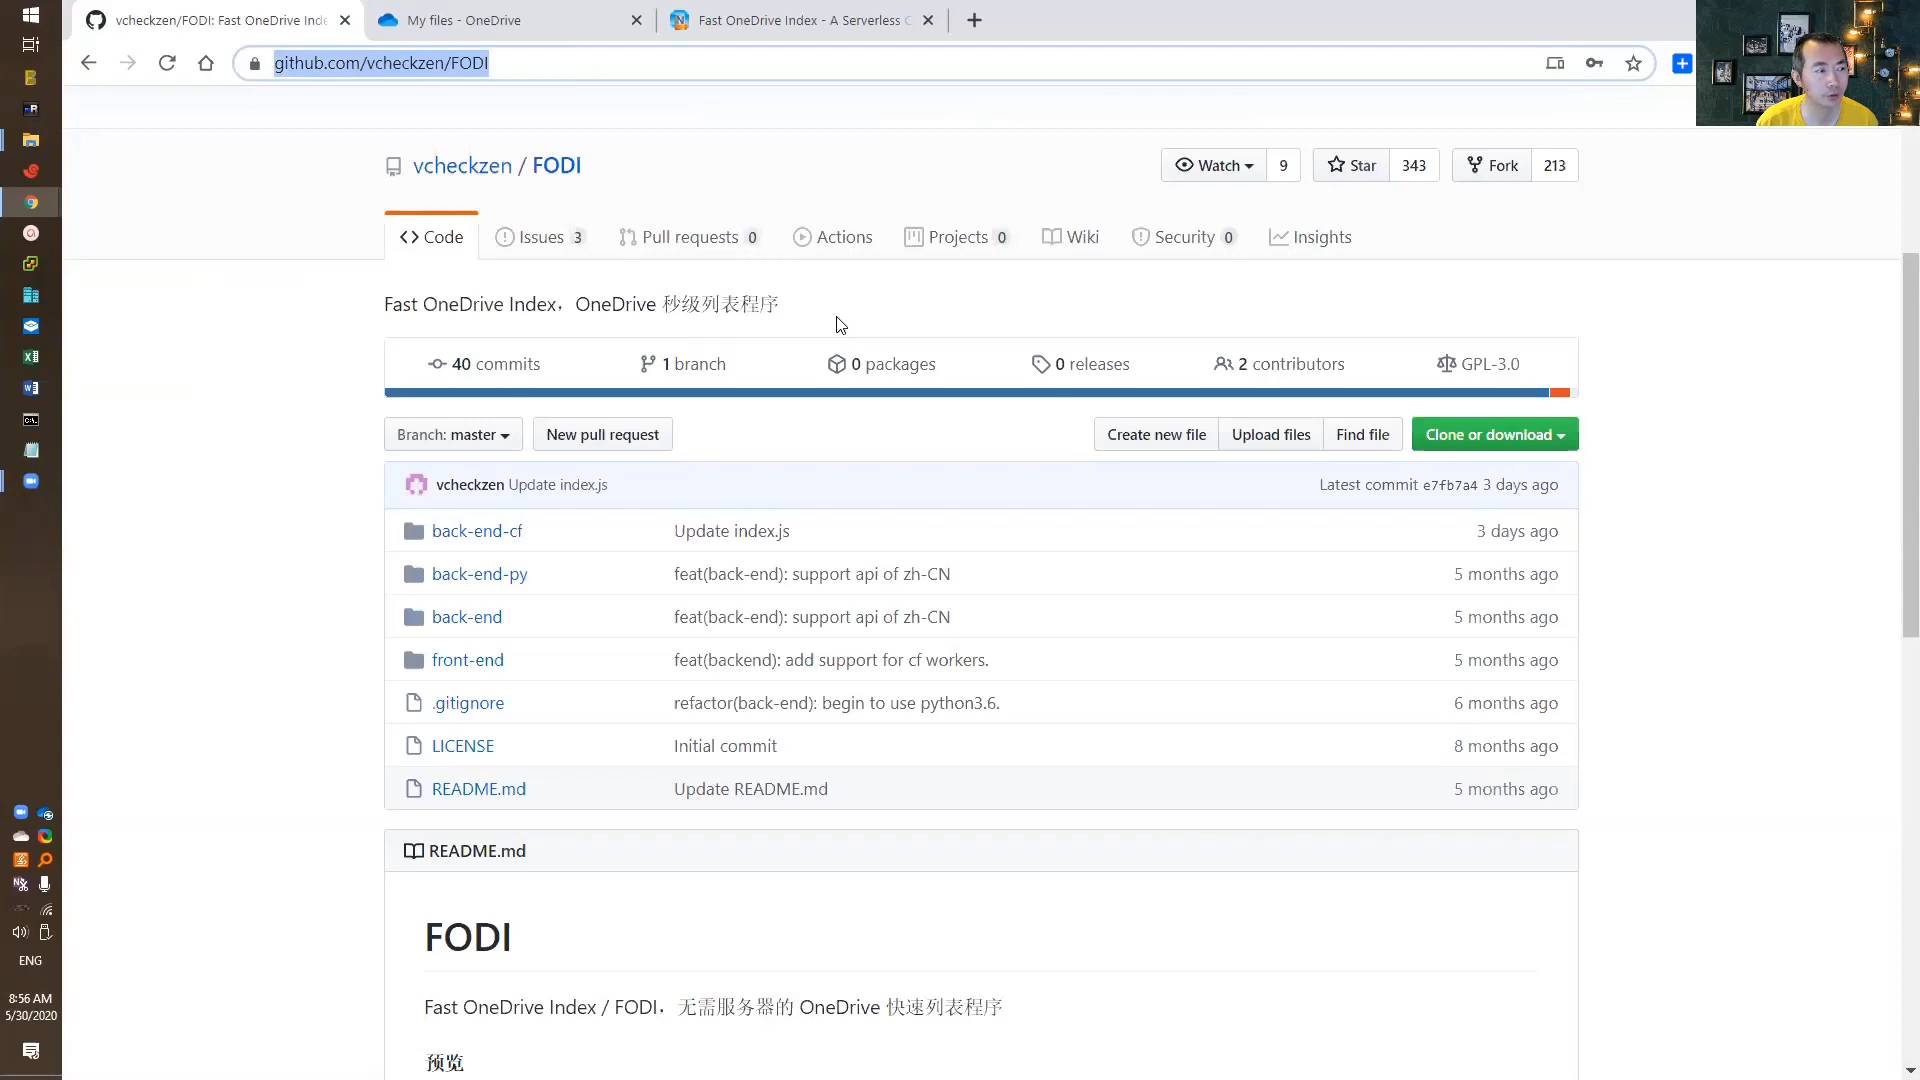 vcheckzen/FODI: Fast OneDrive Inde
My files - OneDrive
Fast OneDrive Index - A Serverless C
github.com/vcheckzen/FODI
vcheckzen / FODI
Watch 9
Star 343
Fork 213
Code
Issues 3
Pull requests 0
Actions
Projects 0
Wiki
Security 0
Insights
Fast OneDrive Index，OneDrive 秒级列表程序
40 commits
1 branch
0 packages
0 releases
2 contributors
GPL-3.0
Branch: master
New pull request
Create new file
Upload files
Find file
Clone or download
vcheckzen Update index.js
Latest commit e7fb7a4 3 days ago
back-end-cf Update index.js 3 days ago
back-end-py feat(back-end): support api of zh-CN 5 months ago
back-end feat(back-end): support api of zh-CN 5 months ago
front-end feat(backend): add support for cf workers. 5 months ago
.gitignore refactor(back-end): begin to use python3.6. 6 months ago
LICENSE Initial commit 8 months ago
README.md Update README.md 5 months ago
README.md
FODI
Fast OneDrive Index / FODI，无需服务器的 OneDrive 快速列表程序
预览
ENG
8:56 AM
5/30/2020